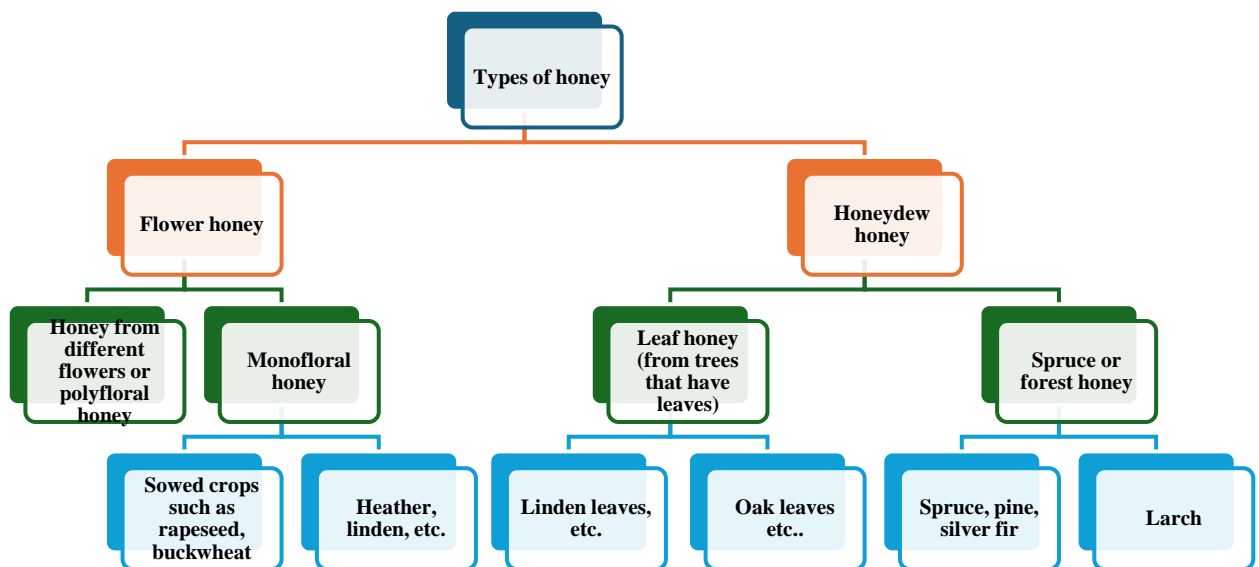 Types of honey
Flower honey
Honeydew
honey
Honey from
different
flowers or
polyfloral
honey
Monofloral
honey
Leaf honey
(from trees
that have
leaves)
Spruce or
forest honey
Sowed crops
such as
rapeseed,
buckwheat
Heather,
linden, etc.
Linden leaves,
etc.
Oak leaves
etc..
Spruce, pine,
silver fir
Larch